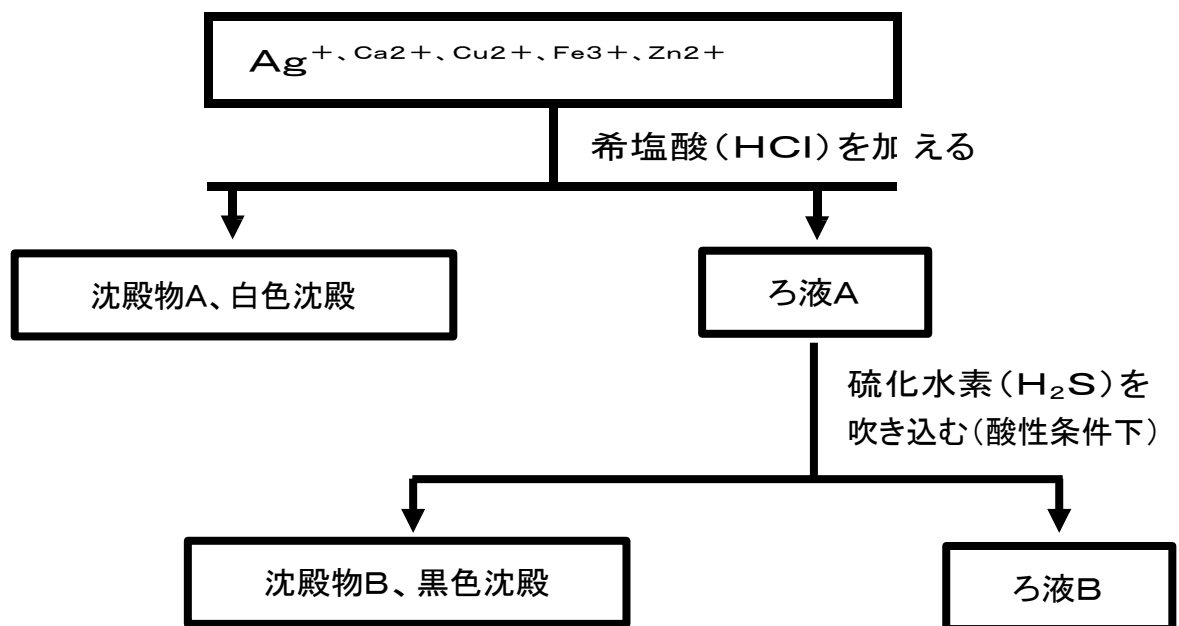 Ag⁺、Ca2+、Cu2+、Fe3+、Zn2+
希塩酸(HCl)を加える
沈殿物A、白色沈殿
ろ液A
硫化水素(H₂S)を
吹き込む(酸性条件下)
沈殿物B、黒色沈殿
ろ液B